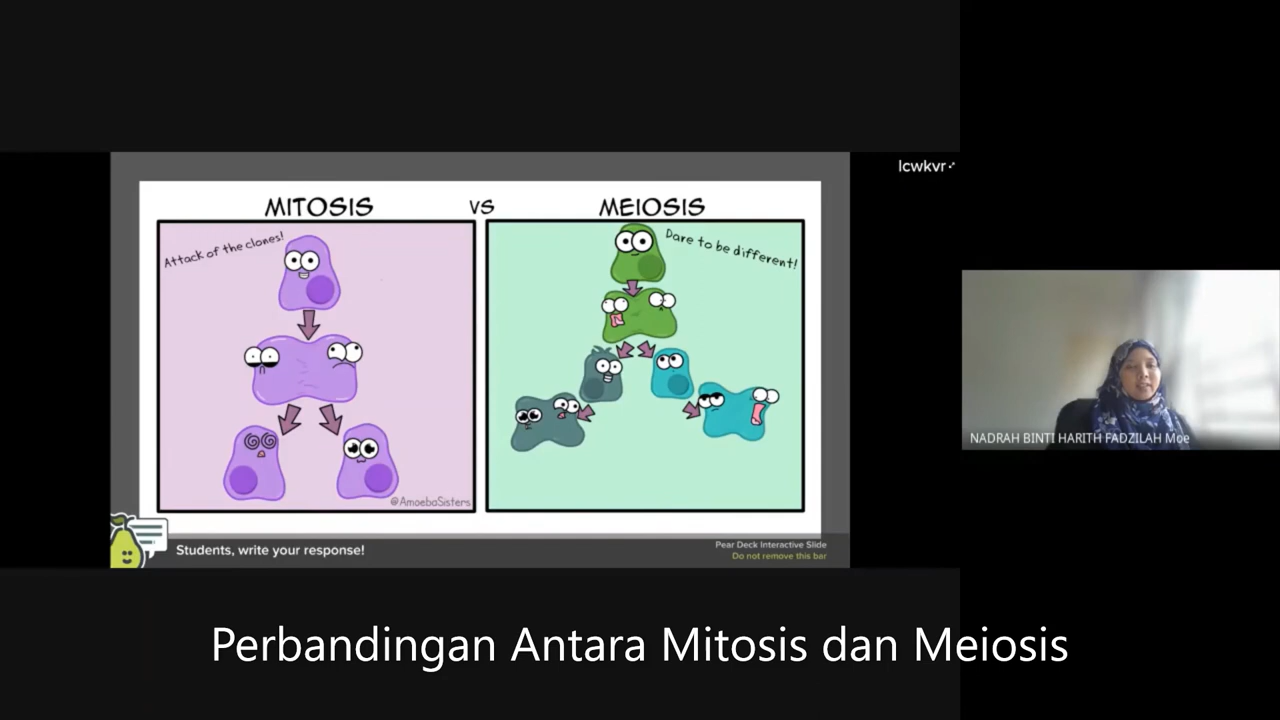 lcwkvr
MITOSIS VS MEIOSIS
Attack of the clones!
Dare to be different!
@AmoebaSisters
NADRAH BINTI HARITH FADZILAH Moe
Students, write your response!
Pear Deck Interactive Slide
Do not remove this bar
Perbandingan Antara Mitosis dan Meiosis